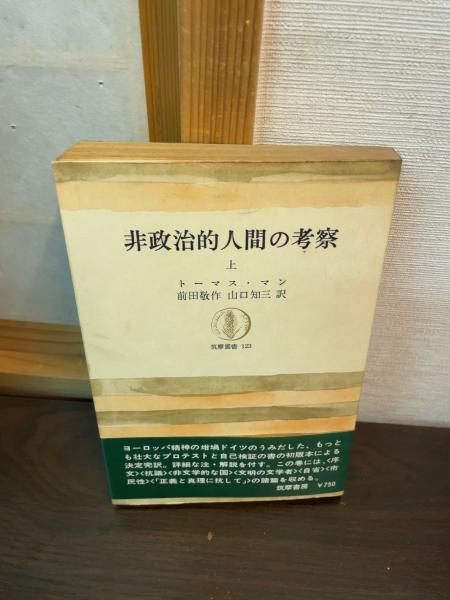 非政治的人間の考察
上
トーマス・マン
前田敬作 山口知三 訳
筑摩叢書 123
ヨーロッパ精神の坩堝ドイツのうみだした、もっと
も壮大なプロテストと自己検証の書の初版本による
決定完訳。詳細な注・解説を付す。この巻には、〈序
文〉〈抗議〉〈非文学的な国〉〈文明の文学者〉〈自省〉〈市
民性〉〈「正義と真理に抗して」〉の諸論を収める。
筑摩書房 ￥750